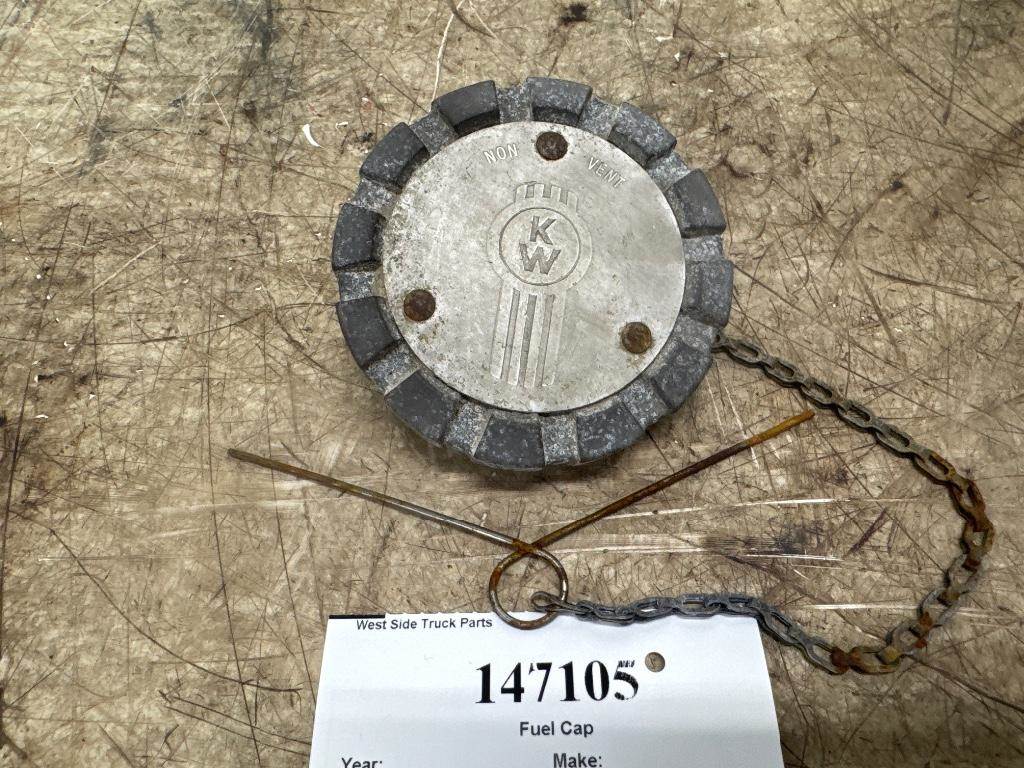 NON VENT
K
W
West Side Truck Parts
147105
Fuel Cap
Year: Make: